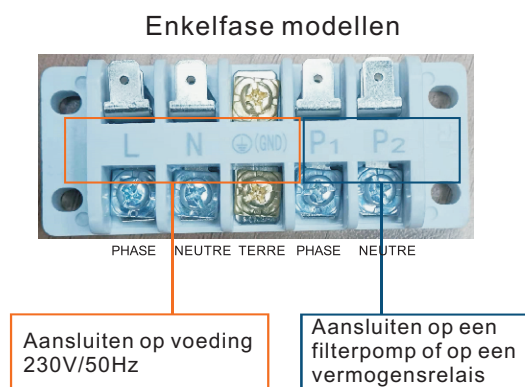 Enkelfase modellen
L N (GND) P1 P2
PHASE NEUTRE TERRE PHASE NEUTRE
Aansluiten op voeding
230V/50Hz
Aansluiten op een
filterpomp of op een
vermogensrelais